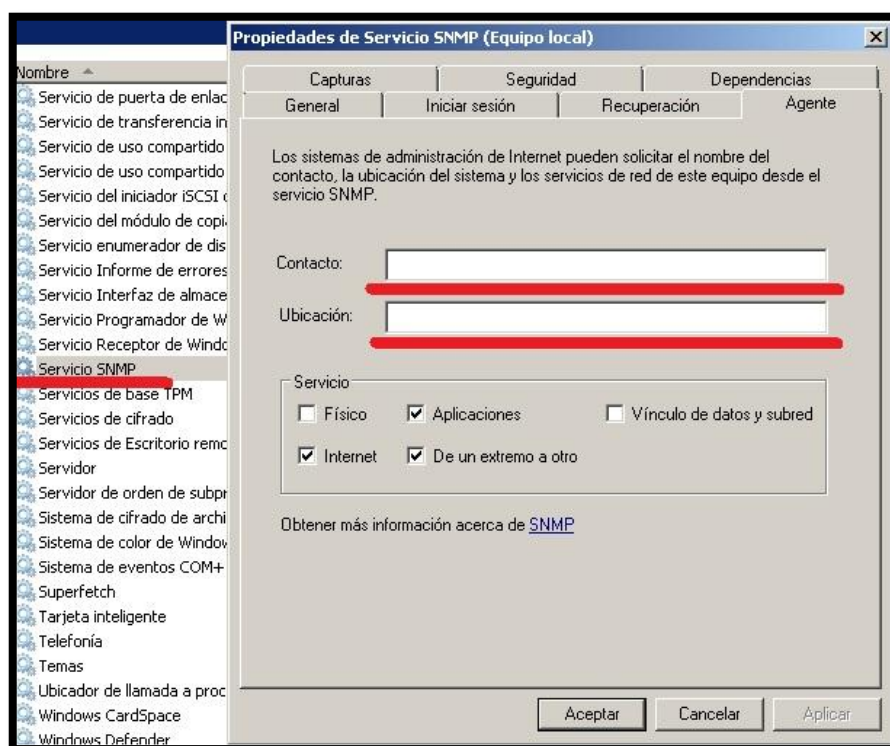 Propiedades de Servicio SNMP (Equipo local)
Nombre
Servicio de puerta de enlac
Servicio de transferencia in
Servicio de uso compartido
Servicio de uso compartido
Servicio del iniciador iSCSI
Servicio del módulo de copi
Servicio enumerador de dis
Servicio Informe de errores
Servicio Interfaz de almace
Servicio Programador de W
Servicio Receptor de Windo
Servicio SNMP
Servicios de base TPM
Servicios de cifrado
Servicios de Escritorio remo
Servidor
Servidor de orden de subpr
Sistema de cifrado de archi
Sistema de color de Window
Sistema de eventos COM+
Superfetch
Tarjeta inteligente
Telefonía
Temas
Ubicador de llamada a proc
Windows CardSpace
Windows Defender
Capturas Seguridad Dependencias
General Iniciar sesión Recuperación Agente
Los sistemas de administración de Internet pueden solicitar el nombre del
contacto, la ubicación del sistema y los servicios de red de este equipo desde el
servicio SNMP.
Contacto:
Ubicación:
Servicio
Físico Aplicaciones Vínculo de datos y subred
Internet De un extremo a otro
Obtener más información acerca de SNMP
Aceptar Cancelar Aplicar